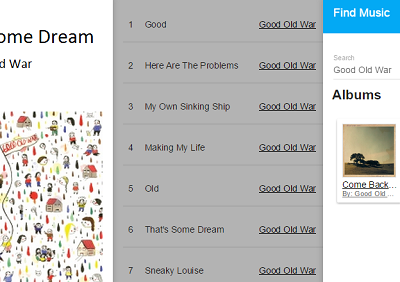 ome Dream
d War
GOOD OLD WAR
1 Good Good Old War
2 Here Are The Problems Good Old War
3 My Own Sinking Ship Good Old War
4 Making My Life Good Old War
5 Old Good Old War
6 That's Some Dream Good Old War
7 Sneaky Louise Good Old War
Find Music
Search
Good Old War
Albums
Come Back...
By: Good Old ...